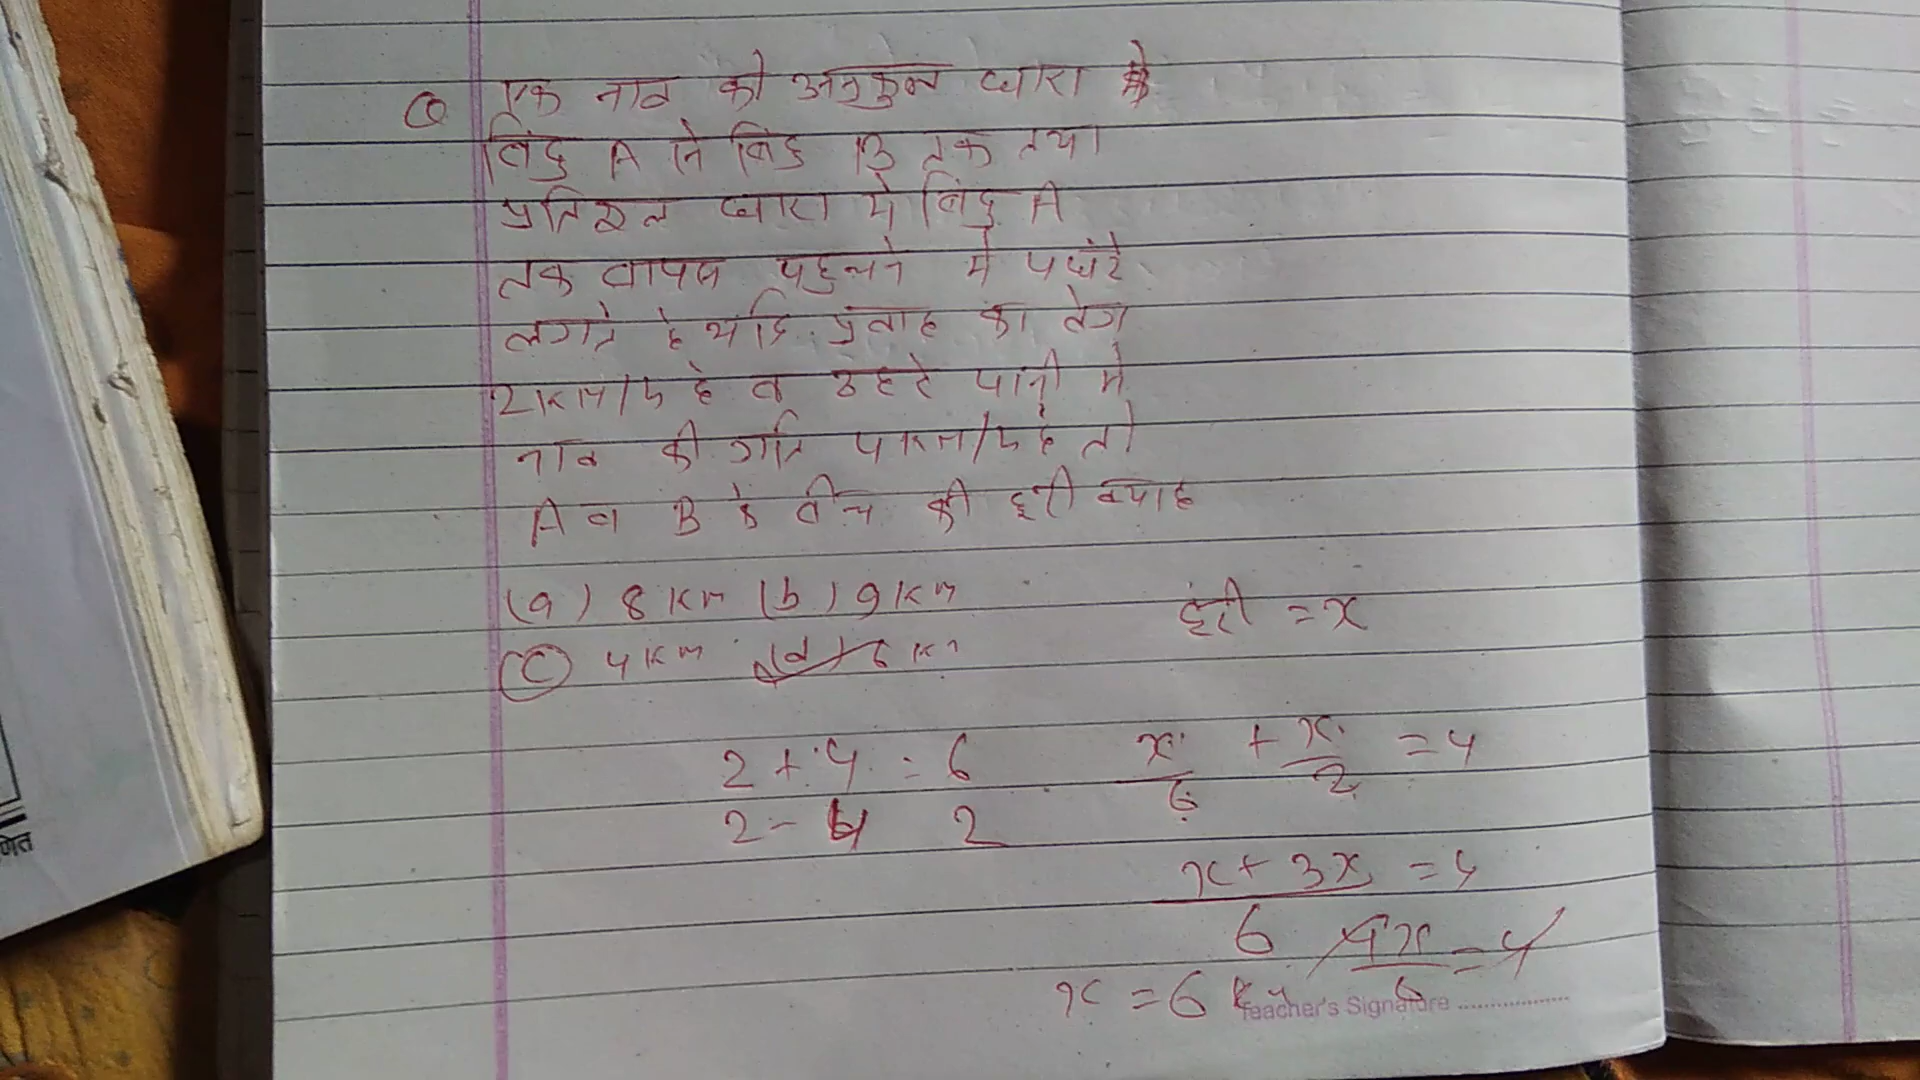 Q एक नाव को अनुकुल धारा मे
बिंदु A से बिंदु B तक तथा
प्रतिकुल धारा मे बिंदु A
तक वापस पहुचने मे 4 घंटे
लगते है यदि प्रवाह का वेग
2km/h है व ठहरे पानी मे
नाव की गति 4km/h है तो
A व B के बीच की दूरी क्याह
(a) 8 km (b) 9 km
दूरी = x
(C) 4 km (d) 6 km
2 + 4 = 6
x/6 + x/2 = 4
2 - 4 2
x + 3x/6 = 4
4x/6 = 4
x = 6 km
Teacher's Signature
णित